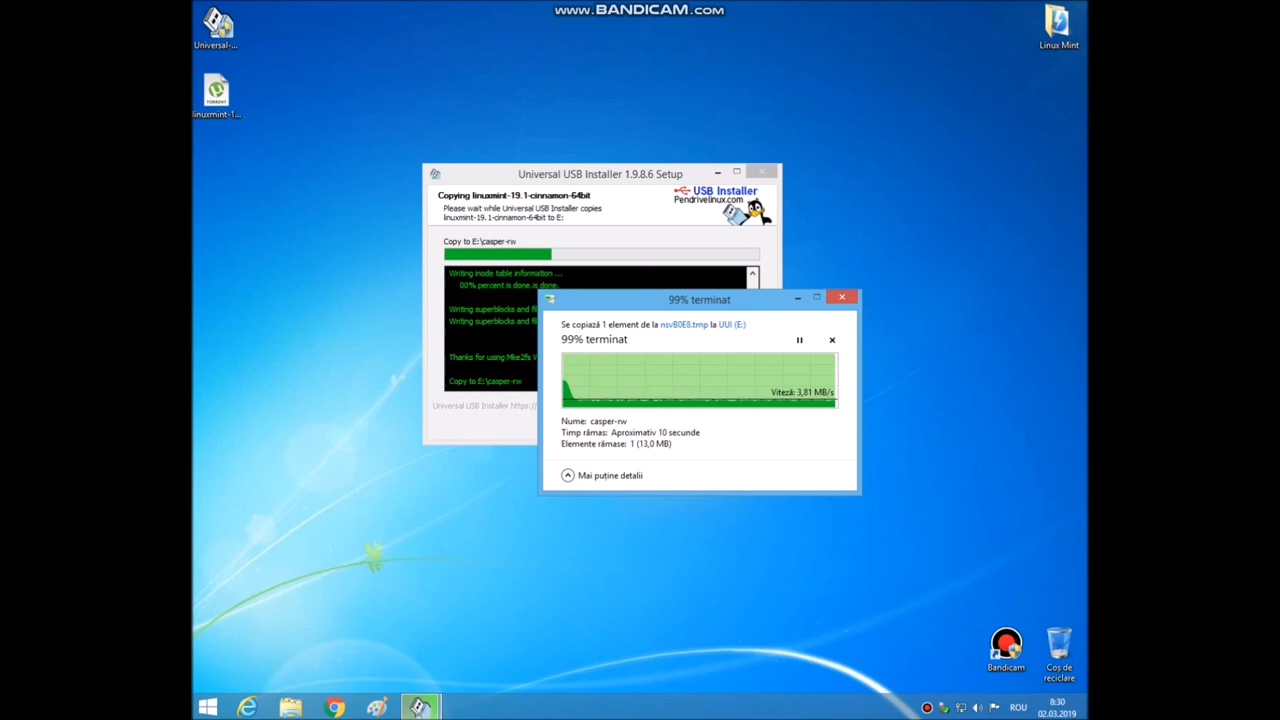 www.BANDICAM.com
Universal-...
Linux Mint
TORRENT
linuxmint-1...
Universal USB Installer 1.9.8.6 Setup
Copying linuxmint-19.1-cinnamon-64bit
Please wait while Universal USB Installer copies
linuxmint-19.1-cinnamon-64bit to E:
USB Installer
Pendrivelinux.com
Copy to E:\casper-rw
Writing inode table information ...
00% percent is done.is done.
Writing superblocks and
Writing superblocks and
Thanks for using Mke2fs
Copy to E:\casper-rw
Universal USB Installer https:/
99% terminat
Se copiază 1 element de la nsvB0E8.tmp la UUI (E:)
99% terminat
Viteză: 3,81 MB/s
Nume: casper-rw
Timp rămas: Aproximativ 10 secunde
Elemente rămase: 1 (13,0 MB)
Mai puține detalii
Bandicam
Coș de
reciclare
ROU
8:30
02.03.2019